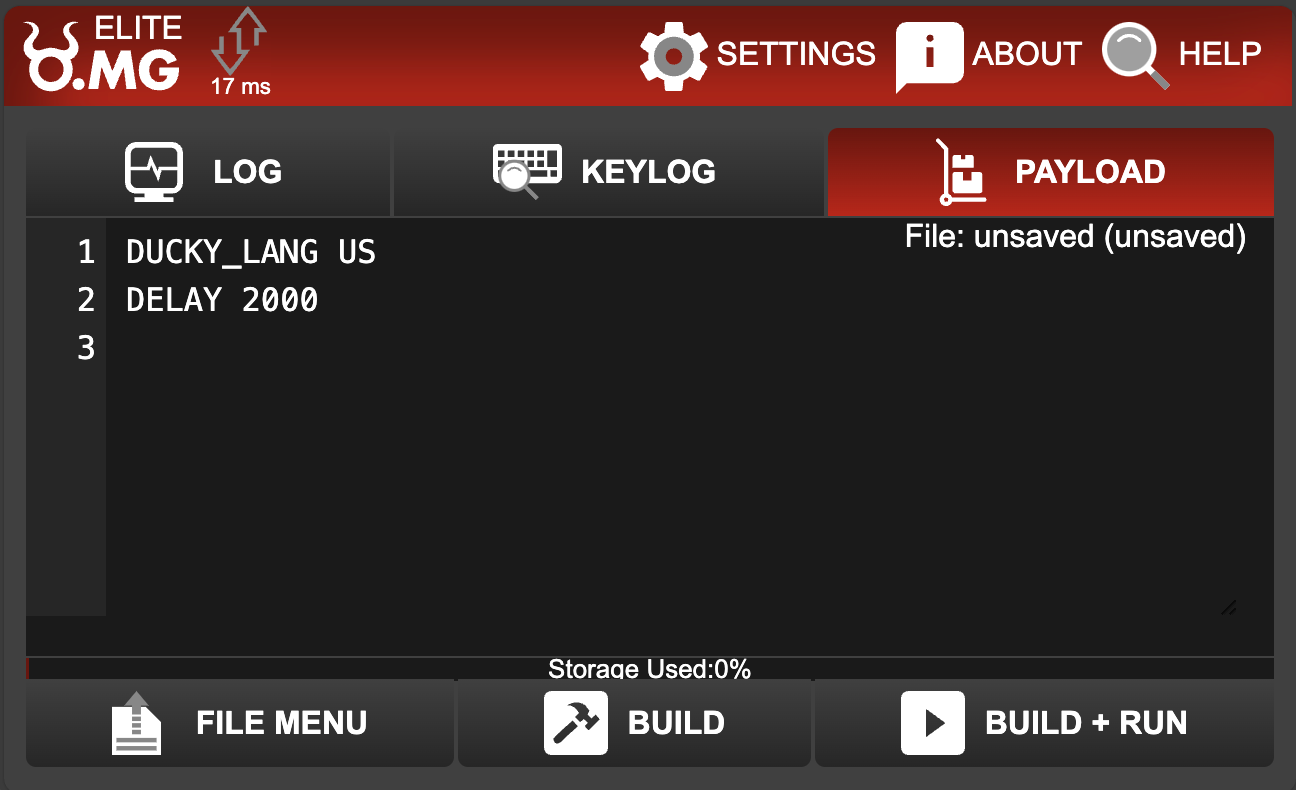 ELITE
O.MG
17 ms
SETTINGS
i ABOUT
HELP
LOG
KEYLOG
PAYLOAD
File: unsaved (unsaved)
1 DUCKY_LANG US
2 DELAY 2000
3
Storage Used:0%
FILE MENU
BUILD
BUILD + RUN